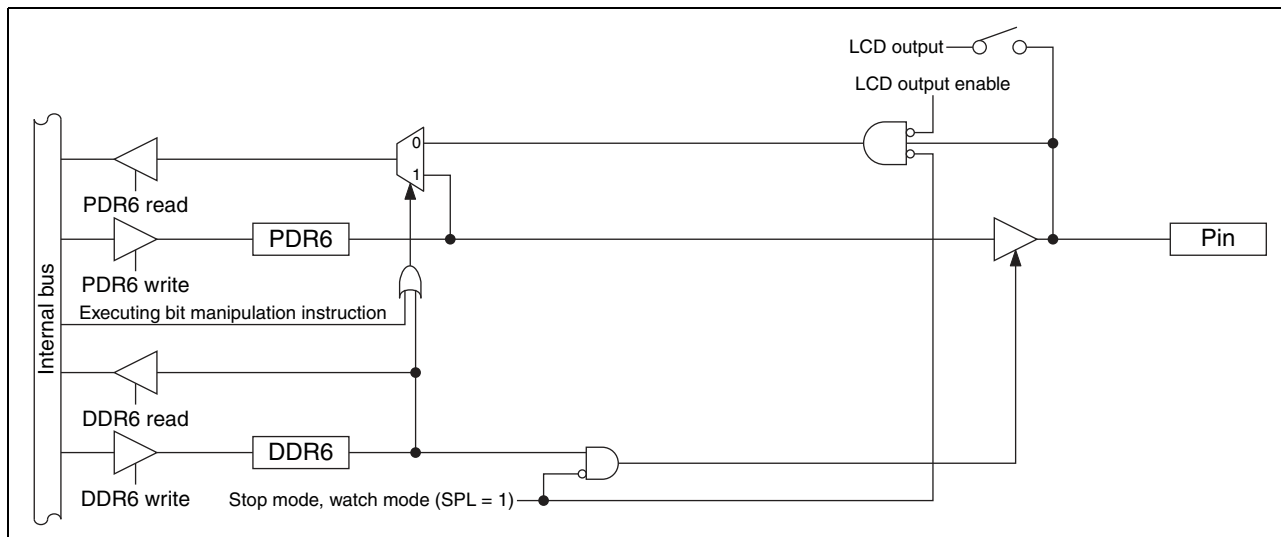 LCD output
LCD output enable
0
1
PDR6 read
PDR6
Pin
PDR6 write
Executing bit manipulation instruction
Internal bus
DDR6 read
DDR6
DDR6 write
Stop mode, watch mode (SPL = 1)